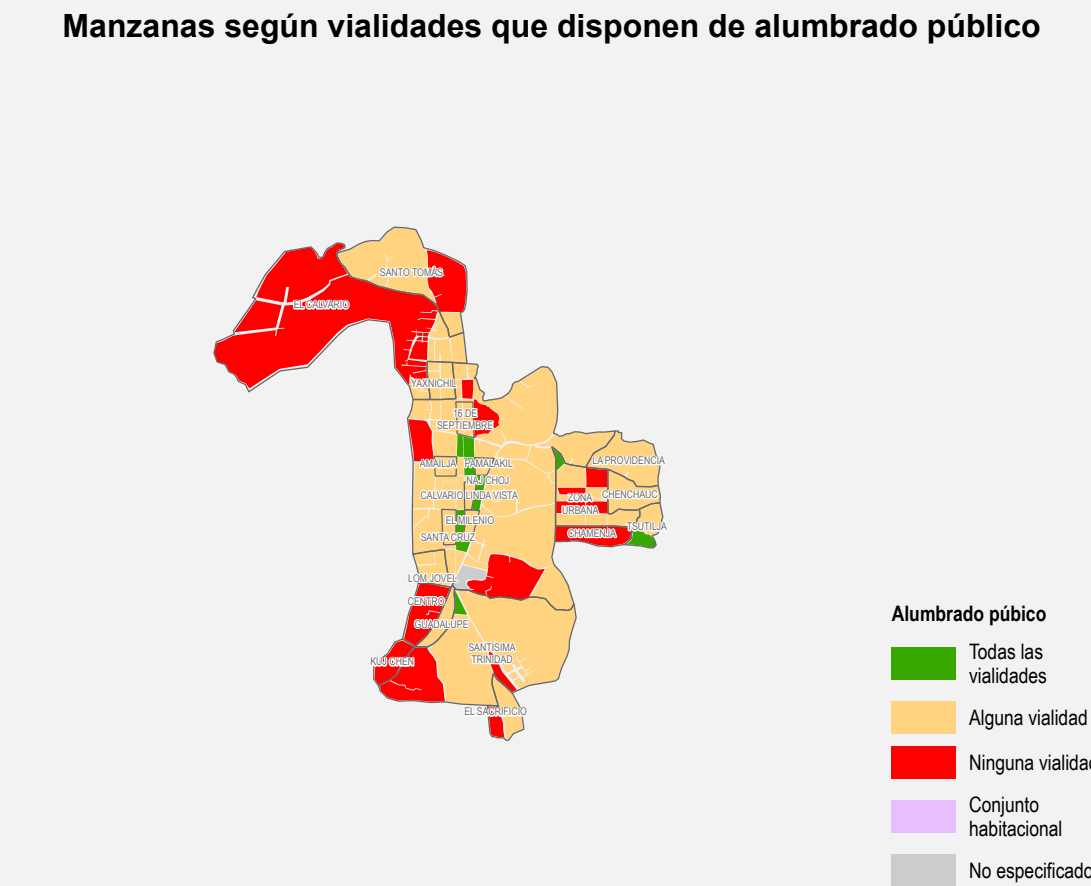 Manzanas según vialidades que disponen de alumbrado público
SANTO TOMÁS
EL CALVARIO
YAXNICHIL
16 DE
SEPTIEMBRE
AMAILJA
PAMALAKIL
LA PROVIDENCIA
NAJ CHOJ
CALVARIO
LINDA VISTA
ZONA
URBANA
CHENCHAUC
EL MILENIO
SANTA CRUZ
CHAMENJA
TSUTILJA
LOM JOVEL
CENTRO
GUADALUPE
SANTÍSIMA
TRINIDAD
KUJ CHEN
EL SACRIFICIO
Alumbrado púbico
Todas las
vialidades
Alguna vialidad
Ninguna vialidad
Conjunto
habitacional
No especificado